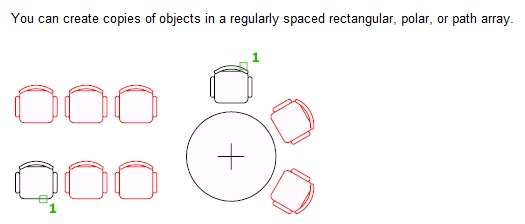 You can create copies of objects in a regularly spaced rectangular, polar, or path array.
1
1